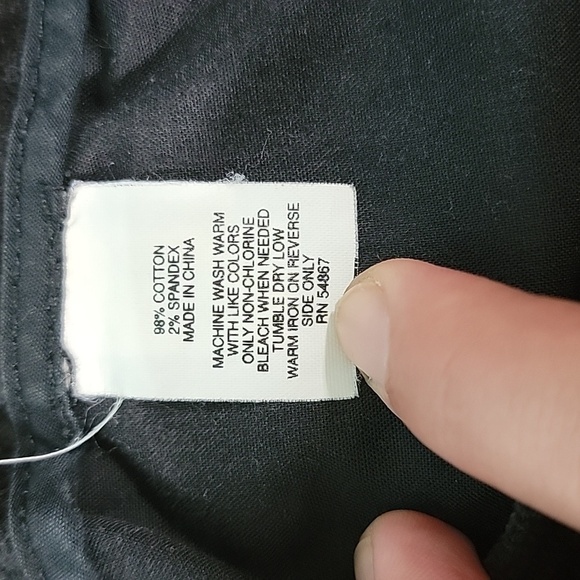 98% COTTON
2% SPANDEX
MADE IN CHINA
MACHINE WASH WARM
WITH LIKE COLORS
ONLY NON-CHLORINE
BLEACH WHEN NEEDED
TUMBLE DRY LOW
WARM IRON ON REVERSE
SIDE ONLY
RN 54867